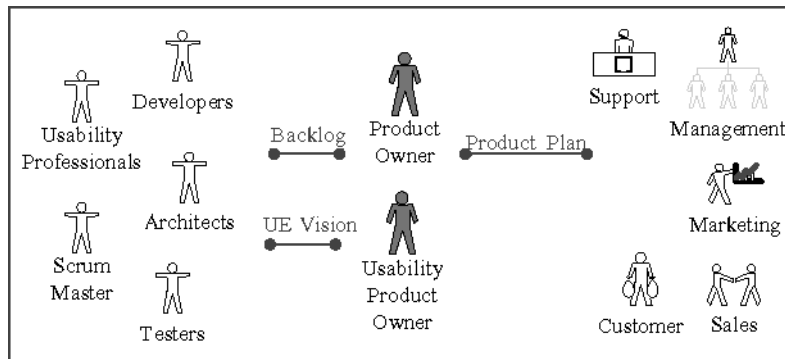 Developers
Usability
Professionals
Architects
Scrum
Master
Testers
Backlog
UE Vision
Product
Owner
Usability
Product
Owner
Product Plan
Support
Management
Marketing
Customer
Sales